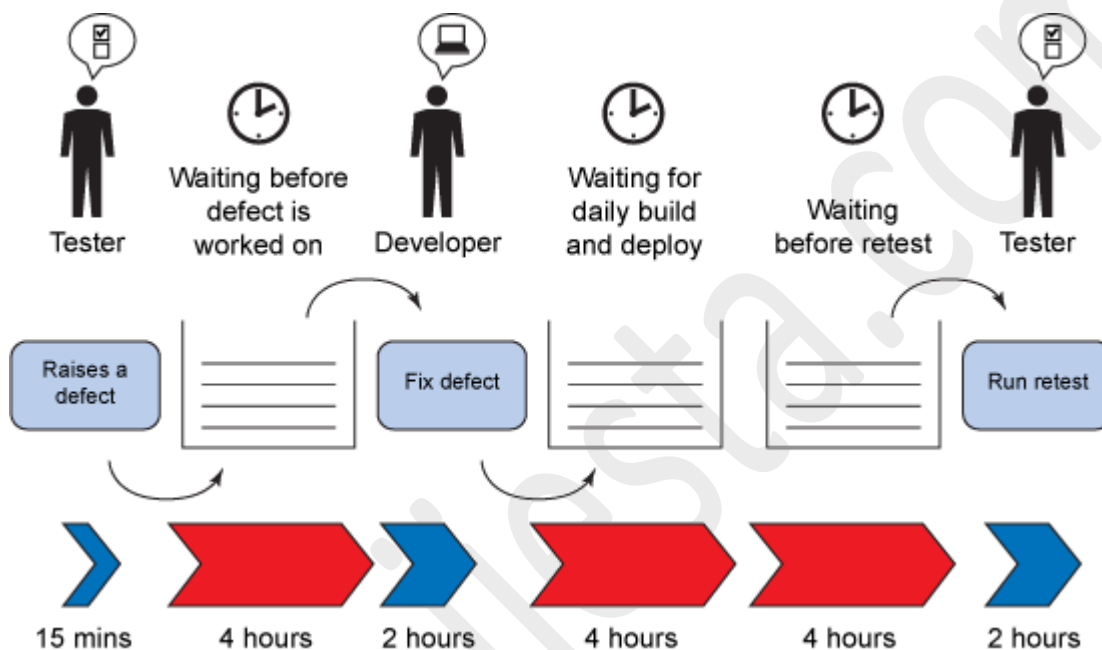 Tester
Waiting before
defect is
worked on
Developer
Waiting for
daily build
and deploy
Waiting
before retest
Tester
Raises a
defect
Fix defect
Run retest
15 mins
4 hours
2 hours
4 hours
4 hours
2 hours